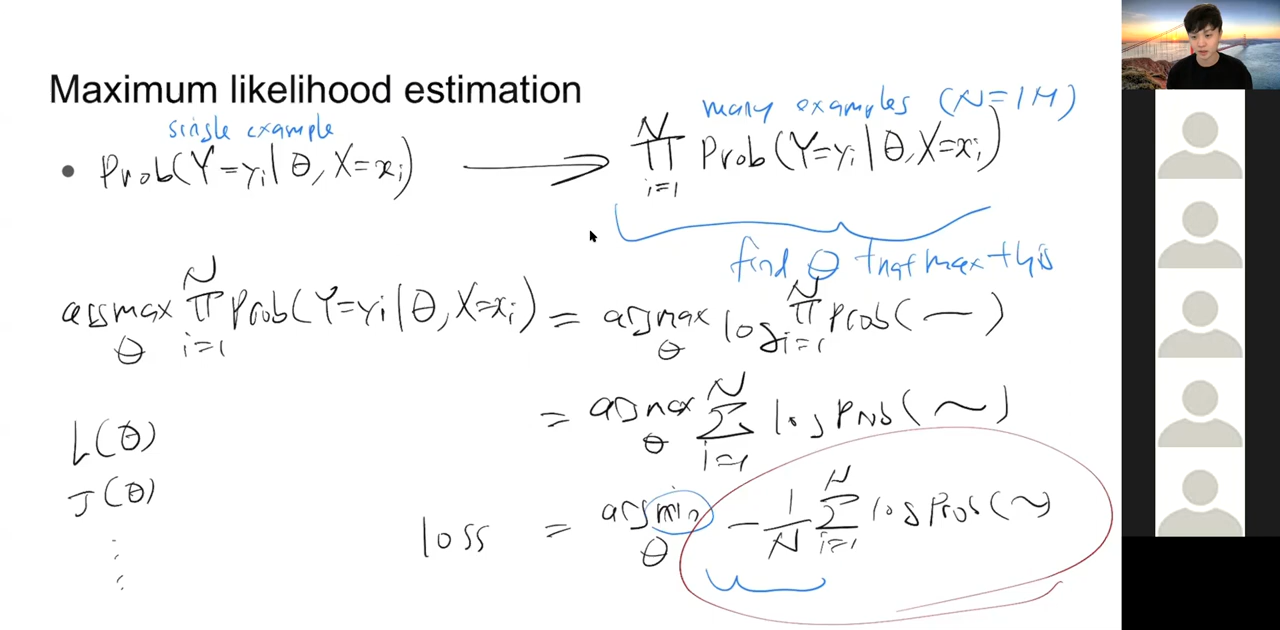 Maximum likelihood estimation
single example
many examples (N=1M)
• Prob(Y=yi | θ, X=xi) ⟶ N Π i=1 Prob(Y=yi | θ, X=xi)
find θ that max this
argmax θ N Π i=1 Prob(Y=yi | θ, X=xi) = argmax θ log N Π i=1 Prob( — )
= argmax θ N Σ i=1 log Prob( ~ )
L(θ)
J(θ)
⋮
loss = argmin θ - 1/N N Σ i=1 log Prob( ~ )